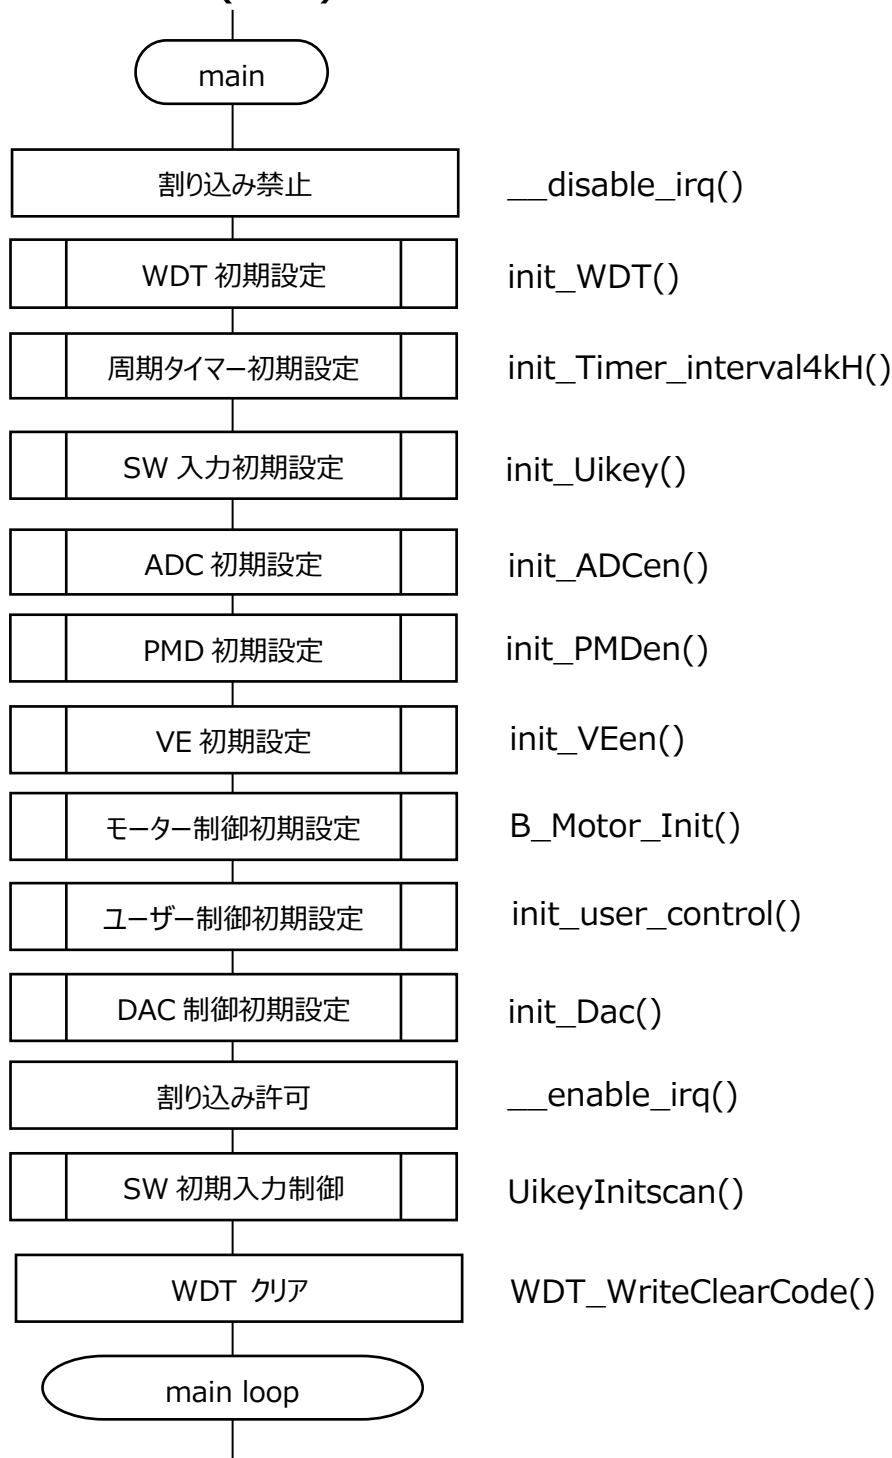 main
割り込み禁止 __disable_irq()
WDT 初期設定 init_WDT()
周期タイマー初期設定 init_Timer_interval4kH()
SW 入力初期設定 init_Uikey()
ADC 初期設定 init_ADCen()
PMD 初期設定 init_PMDen()
VE 初期設定 init_VEen()
モーター制御初期設定 B_Motor_Init()
ユーザー制御初期設定 init_user_control()
DAC 制御初期設定 init_Dac()
割り込み許可 __enable_irq()
SW 初期入力制御 UikeyInitscan()
WDT クリア WDT_WriteClearCode()
main loop